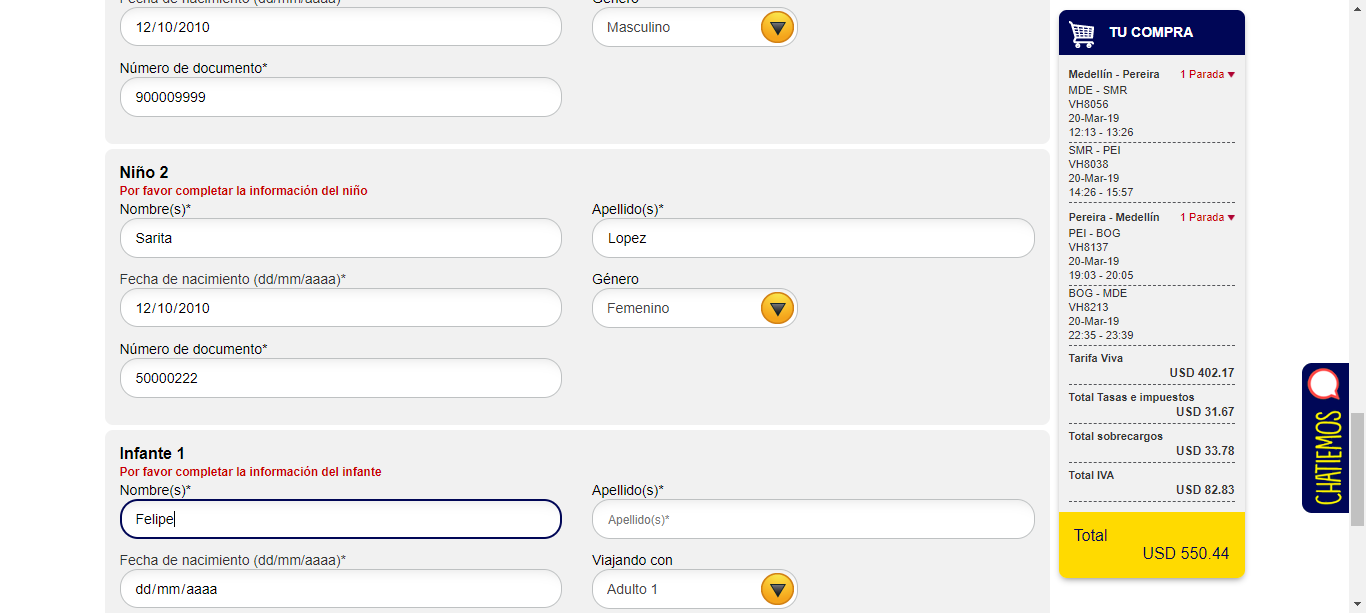 Fecha de nacimiento (dd/mm/aaaa)*
Género
12/10/2010
Masculino
Número de documento*
900009999
Niño 2
Por favor completar la información del niño
Nombre(s)*
Apellido(s)*
Sarita
Lopez
Fecha de nacimiento (dd/mm/aaaa)*
Género
12/10/2010
Femenino
Número de documento*
50000222
Infante 1
Por favor completar la información del infante
Nombre(s)*
Apellido(s)*
Felipe
Apellido(s)*
Fecha de nacimiento (dd/mm/aaaa)*
Viajando con
dd/mm/aaaa
Adulto 1
TU COMPRA
Medellín - Pereira 1 Parada
MDE - SMR
VH8056
20-Mar-19
12:13 - 13:26
SMR - PEI
VH8038
20-Mar-19
14:26 - 15:57
Pereira - Medellín 1 Parada
PEI - BOG
VH8137
20-Mar-19
19:03 - 20:05
BOG - MDE
VH8213
20-Mar-19
22:35 - 23:39
Tarifa Viva
USD 402.17
Total Tasas e impuestos
USD 31.67
Total sobrecargos
USD 33.78
Total IVA
USD 82.83
Total
USD 550.44
CHATIEMOS